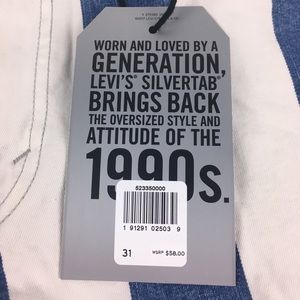 WORN AND LOVED BY A
GENERATION,
LEVI'S® SILVERTAB®
BRINGS BACK
THE OVERSIZED STYLE AND
ATTITUDE OF THE
1990s.
523350000
1 91291 02503 9
31 MSRP $58.00